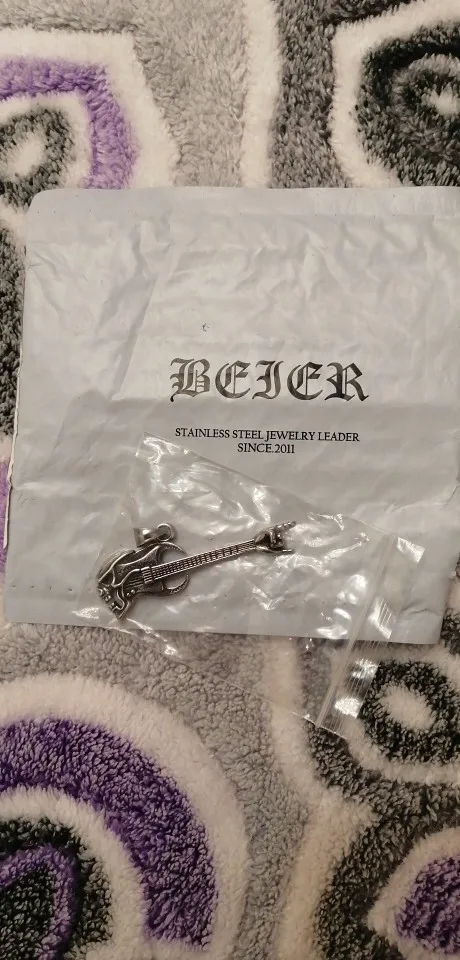 BEIER
STAINLESS STEEL JEWELRY LEADER
SINCE.2011